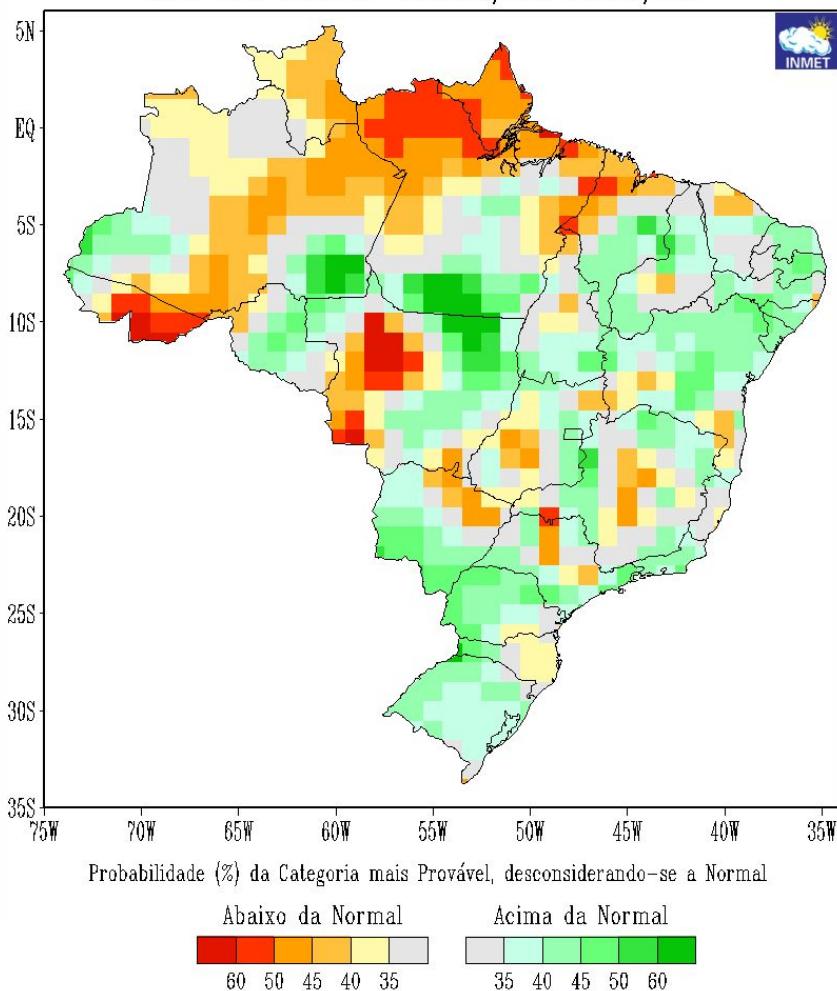 INMET
5N
EQ
5S
10S
15S
20S
25S
30S
35S
75W 70W 65W 60W 55W 50W 45W 40W 35W
Probabilidade (%) da Categoria mais Provável, desconsiderando-se a Normal
Abaixo da Normal Acima da Normal
60 50 45 40 35 35 40 45 50 60